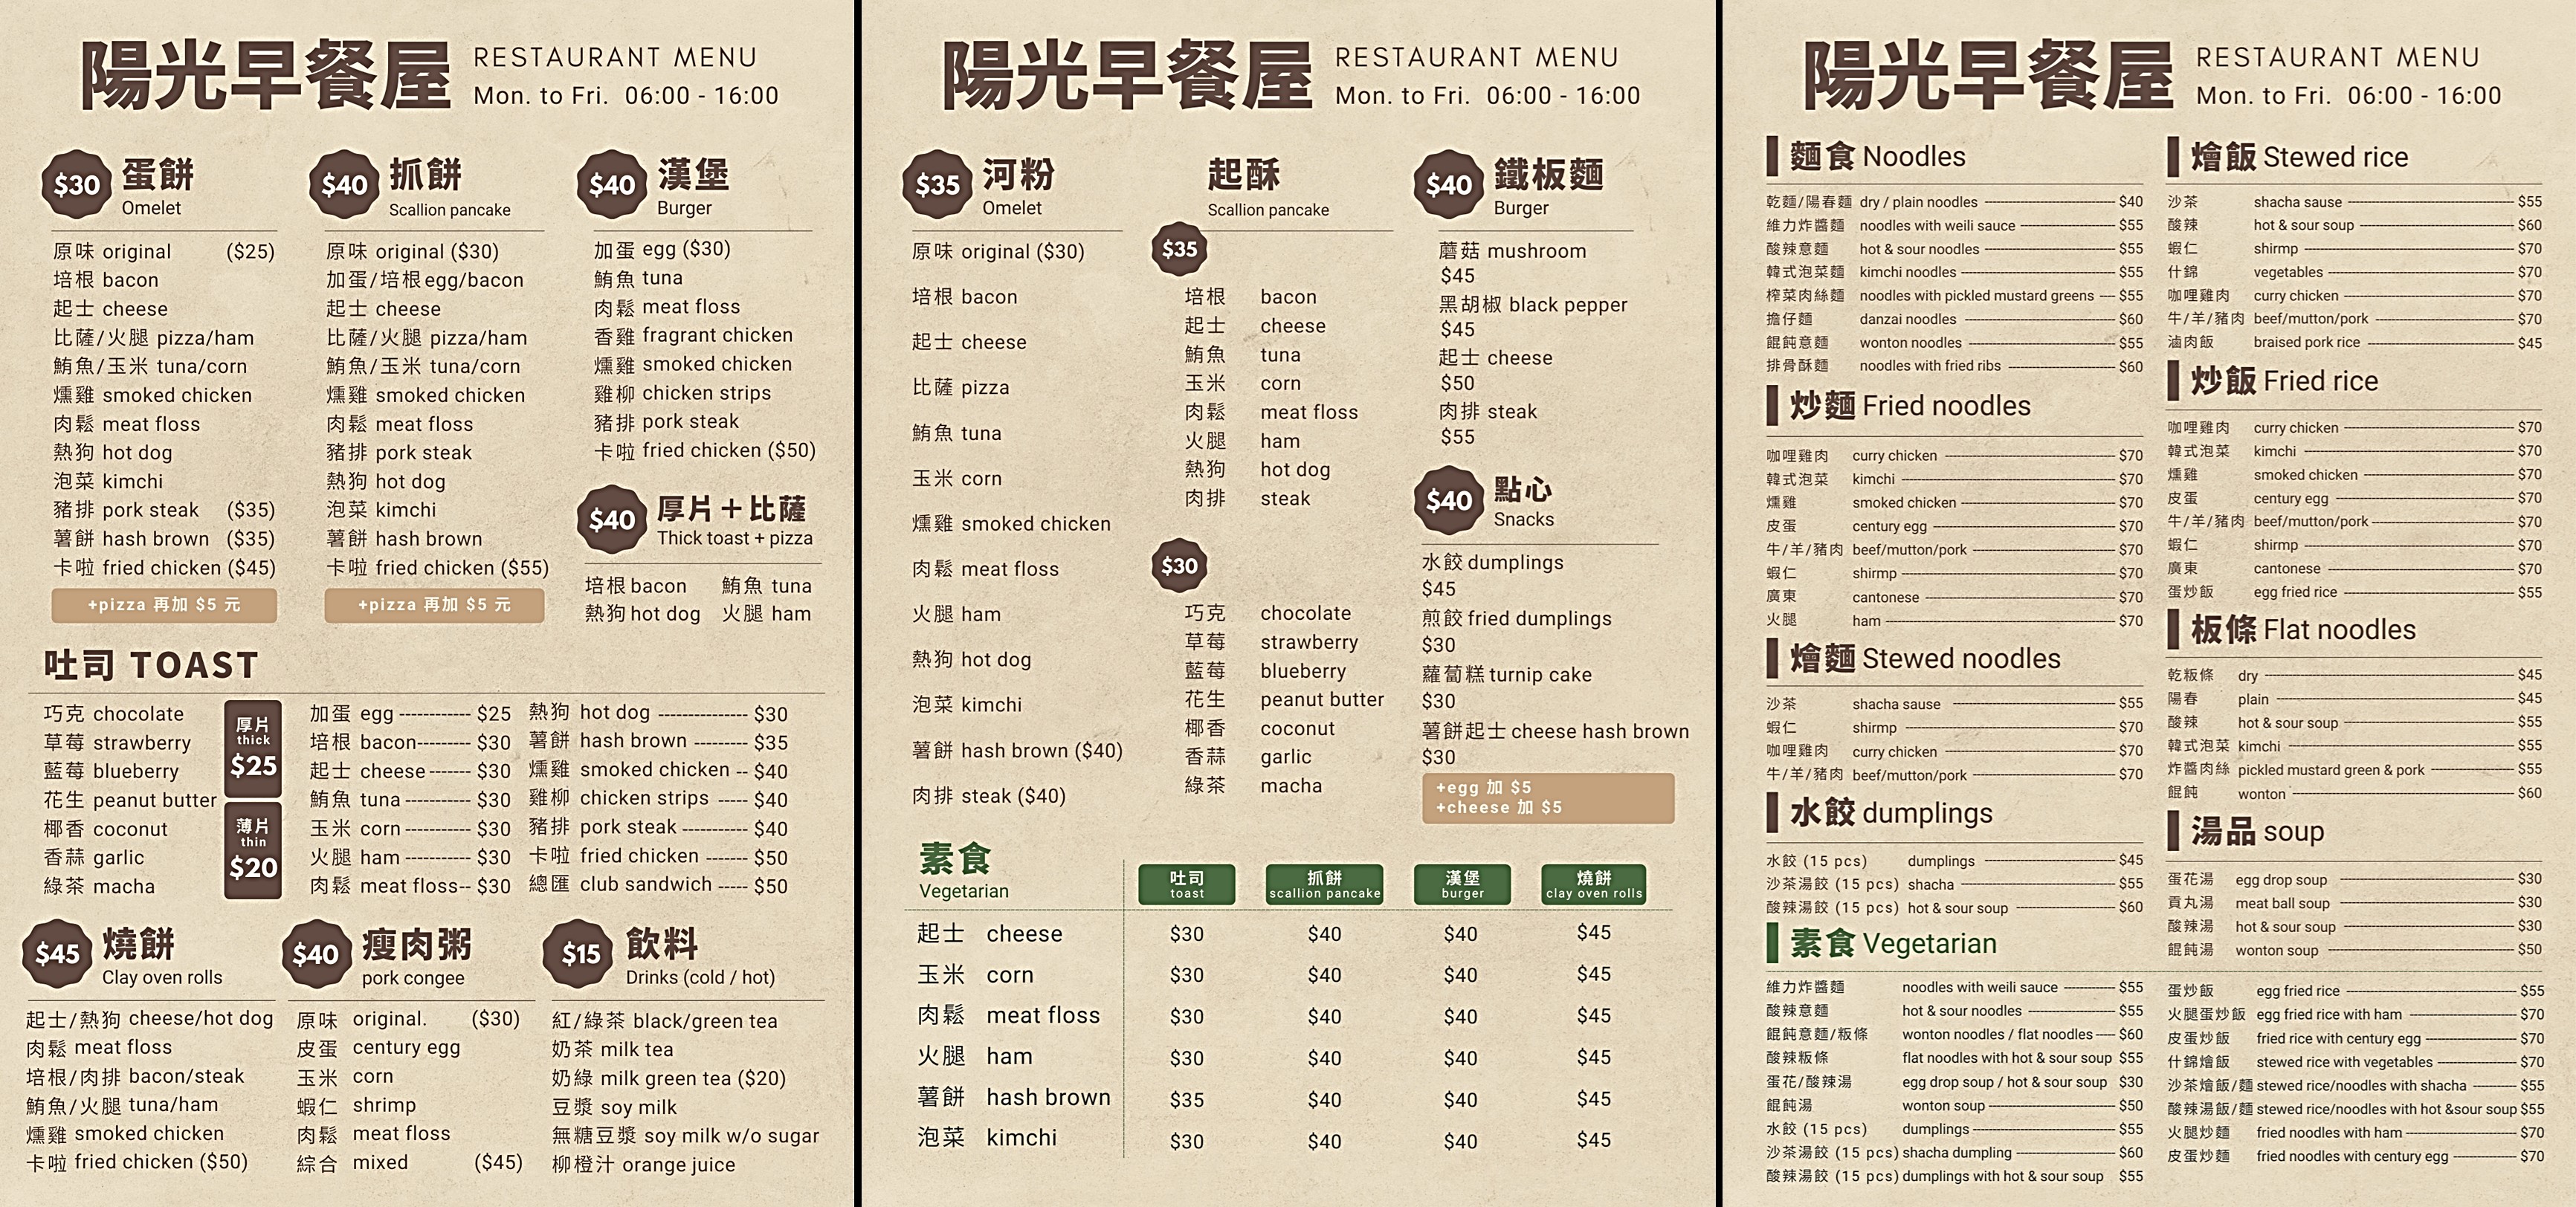 陽光早餐屋 RESTAURANT MENU
Mon. to Fri. 06:00 - 16:00
$30 蛋餅
Omelet
原味 original ($25)
培根 bacon
起士 cheese
比薩/火腿 pizza/ham
鮪魚/玉米 tuna/corn
燻雞 smoked chicken
肉鬆 meat floss
熱狗 hot dog
泡菜 kimchi
豬排 pork steak ($35)
薯餅 hash brown ($35)
卡啦 fried chicken ($45)
+pizza 再加 $5 元
$40 抓餅
Scallion pancake
原味 original ($30)
加蛋/培根 egg/bacon
起士 cheese
比薩/火腿 pizza/ham
鮪魚/玉米 tuna/corn
燻雞 smoked chicken
肉鬆 meat floss
豬排 pork steak
熱狗 hot dog
泡菜 kimchi
薯餅 hash brown
卡啦 fried chicken ($55)
+pizza 再加 $5 元
$40 漢堡
Burger
加蛋 egg ($30)
鮪魚 tuna
肉鬆 meat floss
香雞 fragrant chicken
燻雞 smoked chicken
雞柳 chicken strips
豬排 pork steak
卡啦 fried chicken ($50)
$40 厚片＋比薩
Thick toast + pizza
培根 bacon 鮪魚 tuna
熱狗 hot dog 火腿 ham
吐司 TOAST
巧克 chocolate
草莓 strawberry
藍莓 blueberry
花生 peanut butter
椰香 coconut
香蒜 garlic
綠茶 macha
厚片
thick
$25
薄片
thin
$20
加蛋 egg ----------- $25
培根 bacon--------- $30
起士 cheese ------- $30
鮪魚 tuna ---------- $30
玉米 corn ---------- $30
火腿 ham ---------- $30
肉鬆 meat floss-- $30
熱狗 hot dog -------------- $30
薯餅 hash brown --------- $35
燻雞 smoked chicken -- $40
雞柳 chicken strips ----- $40
豬排 pork steak ---------- $40
卡啦 fried chicken ------- $50
總匯 club sandwich ----- $50
$45 燒餅
Clay oven rolls
起士/熱狗 cheese/hot dog
肉鬆 meat floss
培根/肉排 bacon/steak
鮪魚/火腿 tuna/ham
燻雞 smoked chicken
卡啦 fried chicken ($50)
$40 瘦肉粥
pork congee
原味 original. ($30)
皮蛋 century egg
玉米 corn
蝦仁 shrimp
肉鬆 meat floss
綜合 mixed ($45)
$15 飲料
Drinks (cold / hot)
紅/綠茶 black/green tea
奶茶 milk tea
奶綠 milk green tea ($20)
豆漿 soy milk
無糖豆漿 soy milk w/o sugar
柳橙汁 orange juice
陽光早餐屋 RESTAURANT MENU
Mon. to Fri. 06:00 - 16:00
$35 河粉
Omelet
原味 original ($30)
培根 bacon
起士 cheese
比薩 pizza
鮪魚 tuna
玉米 corn
燻雞 smoked chicken
肉鬆 meat floss
火腿 ham
熱狗 hot dog
泡菜 kimchi
薯餅 hash brown ($40)
肉排 steak ($40)
起酥
Scallion pancake
$35
培根 bacon
起士 cheese
鮪魚 tuna
玉米 corn
肉鬆 meat floss
火腿 ham
熱狗 hot dog
肉排 steak
$30
巧克 chocolate
草莓 strawberry
藍莓 blueberry
花生 peanut butter
椰香 coconut
香蒜 garlic
綠茶 macha
$40 鐵板麵
Burger
蘑菇 mushroom
$45
黑胡椒 black pepper
$45
起士 cheese
$50
肉排 steak
$55
$40 點心
Snacks
水餃 dumplings
$45
煎餃 fried dumplings
$30
蘿蔔糕 turnip cake
$30
薯餅起士 cheese hash brown
$30
+egg 加 $5
+cheese 加 $5
素食
Vegetarian
吐司 抓餅 漢堡 燒餅
toast scallion pancake burger clay oven rolls
起士 cheese $30 $40 $40 $45
玉米 corn $30 $40 $40 $45
肉鬆 meat floss $30 $40 $40 $45
火腿 ham $30 $40 $40 $45
薯餅 hash brown $35 $40 $40 $45
泡菜 kimchi $30 $40 $40 $45
陽光早餐屋 RESTAURANT MENU
Mon. to Fri. 06:00 - 16:00
麵食 Noodles
乾麵/陽春麵 dry / plain noodles $40
維力炸醬麵 noodles with weili sauce $55
酸辣意麵 hot & sour noodles $55
韓式泡菜麵 kimchi noodles $55
榨菜肉絲麵 noodles with pickled mustard greens $55
擔仔麵 danzai noodles $60
餛飩意麵 wonton noodles $55
排骨酥麵 noodles with fried ribs $60
炒麵 Fried noodles
咖哩雞肉 curry chicken $70
韓式泡菜 kimchi $70
燻雞 smoked chicken $70
皮蛋 century egg $70
牛/羊/豬肉 beef/mutton/pork $70
蝦仁 shirmp $70
廣東 cantonese $70
火腿 ham $70
燴麵 Stewed noodles
沙茶 shacha sause $70
蝦仁 shirmp $70
咖哩雞肉 curry chicken $70
牛/羊/豬肉 beef/mutton/pork $70
水餃 dumplings
水餃 (15 pcs) dumplings $45
沙茶湯餃 (15 pcs) shacha $55
酸辣湯餃 (15 pcs) hot & sour soup $60
素食 Vegetarian
維力炸醬麵 noodles with weili sauce $55
酸辣意麵 hot & sour noodles $55
餛飩意麵/粄條 wonton noodles / flat noodles $60
酸辣粄條 flat noodles with hot & sour soup $55
蛋花/酸辣湯 egg drop soup / hot & sour soup $30
餛飩湯 wonton soup $50
水餃 (15 pcs) dumplings $55
沙茶湯餃 (15 pcs) shacha dumpling $60
酸辣湯餃 (15 pcs) dumplings with hot & sour soup $55
燴飯 Stewed rice
沙茶 shacha sause $55
酸辣 hot & sour soup $60
蝦仁 shirmp $70
什錦 vegetables $70
咖哩雞肉 curry chicken $70
牛/羊/豬肉 beef/mutton/pork $70
滷肉飯 braised pork rice $45
炒飯 Fried rice
咖哩雞肉 curry chicken $70
韓式泡菜 kimchi $70
燻雞 smoked chicken $70
皮蛋 century egg $70
牛/羊/豬肉 beef/mutton/pork $70
蝦仁 shirmp $70
廣東 cantonese $70
蛋炒飯 egg fried rice $55
板條 Flat noodles
乾粄條 dry $45
陽春 plain $45
酸辣 hot & sour soup $55
韓式泡菜 kimchi $55
炸醬肉絲 pickled mustard green & pork $55
餛飩 wonton $60
湯品 soup
蛋花湯 egg drop soup $30
貢丸湯 meat ball soup $30
酸辣湯 hot & sour soup $30
餛飩湯 wonton soup $50
蛋炒飯 egg fried rice $55
火腿蛋炒飯 egg fried rice with ham $70
皮蛋炒飯 fried rice with century egg $70
什錦燴飯 stewed rice with vegetables $70
沙茶燴飯/麵 stewed rice/noodles with shacha $55
酸辣湯飯/麵 stewed rice/noodles with hot &sour soup $55
火腿炒麵 fried noodles with ham $70
皮蛋炒麵 fried noodles with century egg $70